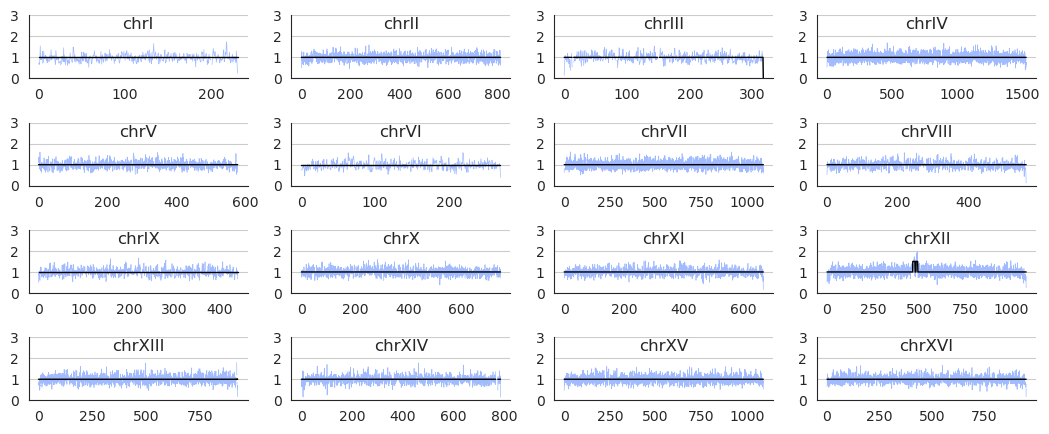 chrI chrII chrIII chrIV
3 3 3 3
2 2 2 2
1 1 1 1
0 0 0 0
0 100 200 0 200 400 600 800 0 100 200 300 0 500 1000 1500
chrV chrVI chrVII chrVIII
3 3 3 3
2 2 2 2
1 1 1 1
0 0 0 0
0 200 400 600 0 100 200 0 250 500 750 1000 0 200 400
chrIX chrX chrXI chrXII
3 3 3 3
2 2 2 2
1 1 1 1
0 0 0 0
0 100 200 300 400 0 200 400 600 0 200 400 600 0 250 500 750 1000
chrXIII chrXIV chrXV chrXVI
3 3 3 3
2 2 2 2
1 1 1 1
0 0 0 0
0 250 500 750 0 200 400 600 800 0 250 500 750 1000 0 250 500 750